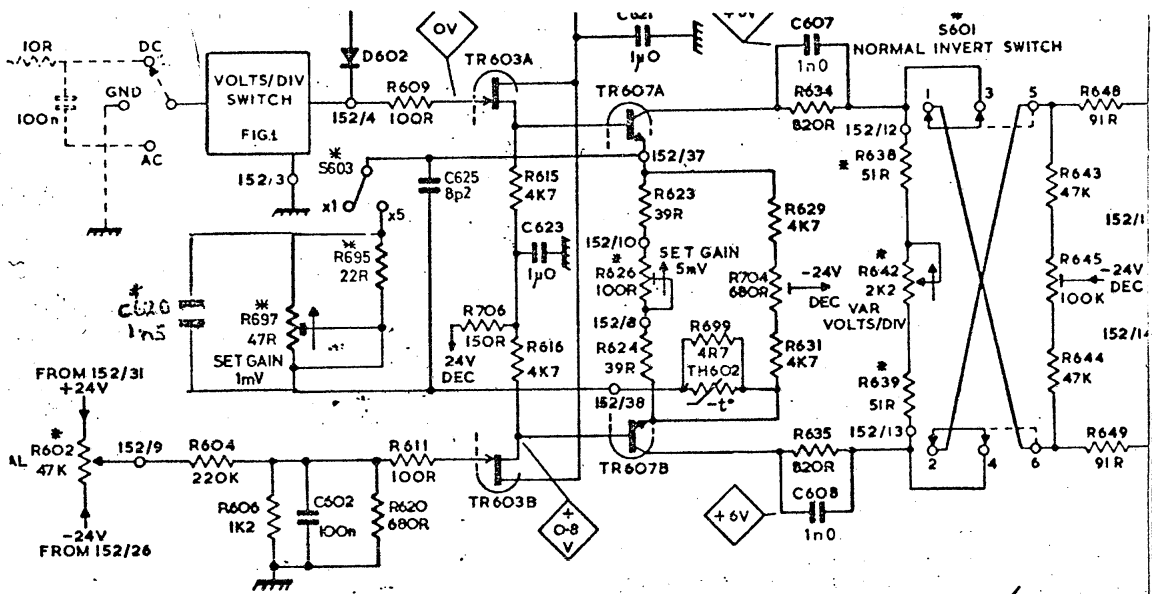 10R
100n
DC
GND
AC
VOLTS/DIV
SWITCH
FIG.1
152/3
D602
152/4
R609
100R
0V
TR603A
C621
1µ0
TR607A
C607
1n0
R634
820R
*
S601
NORMAL INVERT SWITCH
1
3
5
R648
91R
152/12
*
R638
51R
R643
47K
*
S603
x1
x5
C625
8p2
R615
4K7
152/37
R623
39R
R629
4K7
C623
1µ0
152/10
*
R626
100R
SET GAIN
5mV
R704
680R
-24V
DEC
*
R642
2K2
VAR
VOLTS/DIV
R645
100K
-24V
DEC
*
R695
22R
*
C620
1n5
*
R697
47R
SET GAIN
1mV
R706
150R
24V
DEC
R616
4K7
152/8
R624
39R
R699
4R7
TH602
-t°
R631
4K7
*
R639
51R
R644
47K
152/38
FROM 152/31
+24V
*
R602
47K
152/9
R604
220K
R611
100R
TR603B
TR607B
R635
820R
C608
1n0
152/13
2
4
6
R649
91R
R606
1K2
C602
100n
R620
680R
+
0·8
V
+6V
-24V
FROM 152/26